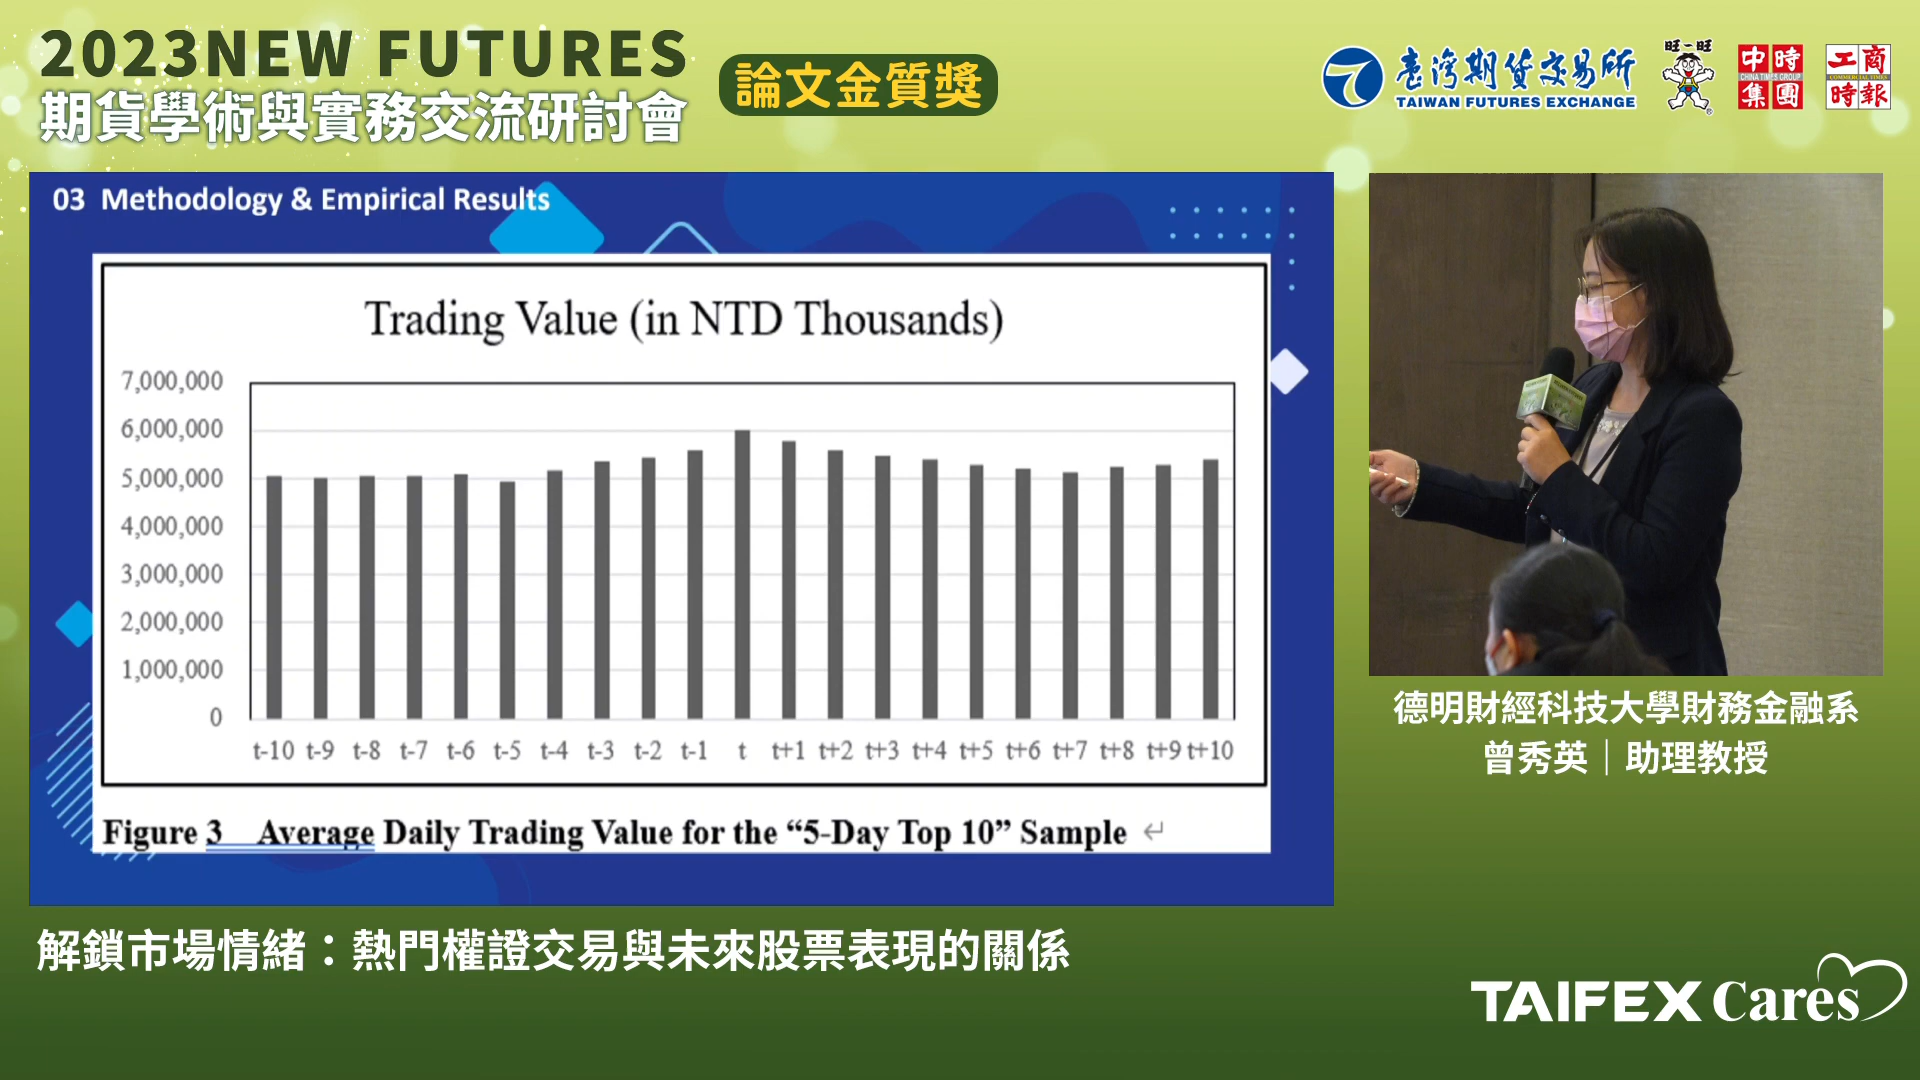 2023NEW FUTURES
期貨學術與實務交流研討會
論文金質獎
臺灣期貨交易所
TAIWAN FUTURES EXCHANGE
旺旺
中時
CHINA TIMES GROUP
集團
工商
COMMERCIAL TIMES
時報
03 Methodology & Empirical Results
Trading Value (in NTD Thousands)
7,000,000
6,000,000
5,000,000
4,000,000
3,000,000
2,000,000
1,000,000
0
t-10 t-9 t-8 t-7 t-6 t-5 t-4 t-3 t-2 t-1 t t+1 t+2 t+3 t+4 t+5 t+6 t+7 t+8 t+9 t+10
Figure 3 Average Daily Trading Value for the “5-Day Top 10” Sample
德明財經科技大學財務金融系
曾秀英｜助理教授
解鎖市場情緒：熱門權證交易與未來股票表現的關係
TAIFEX Cares